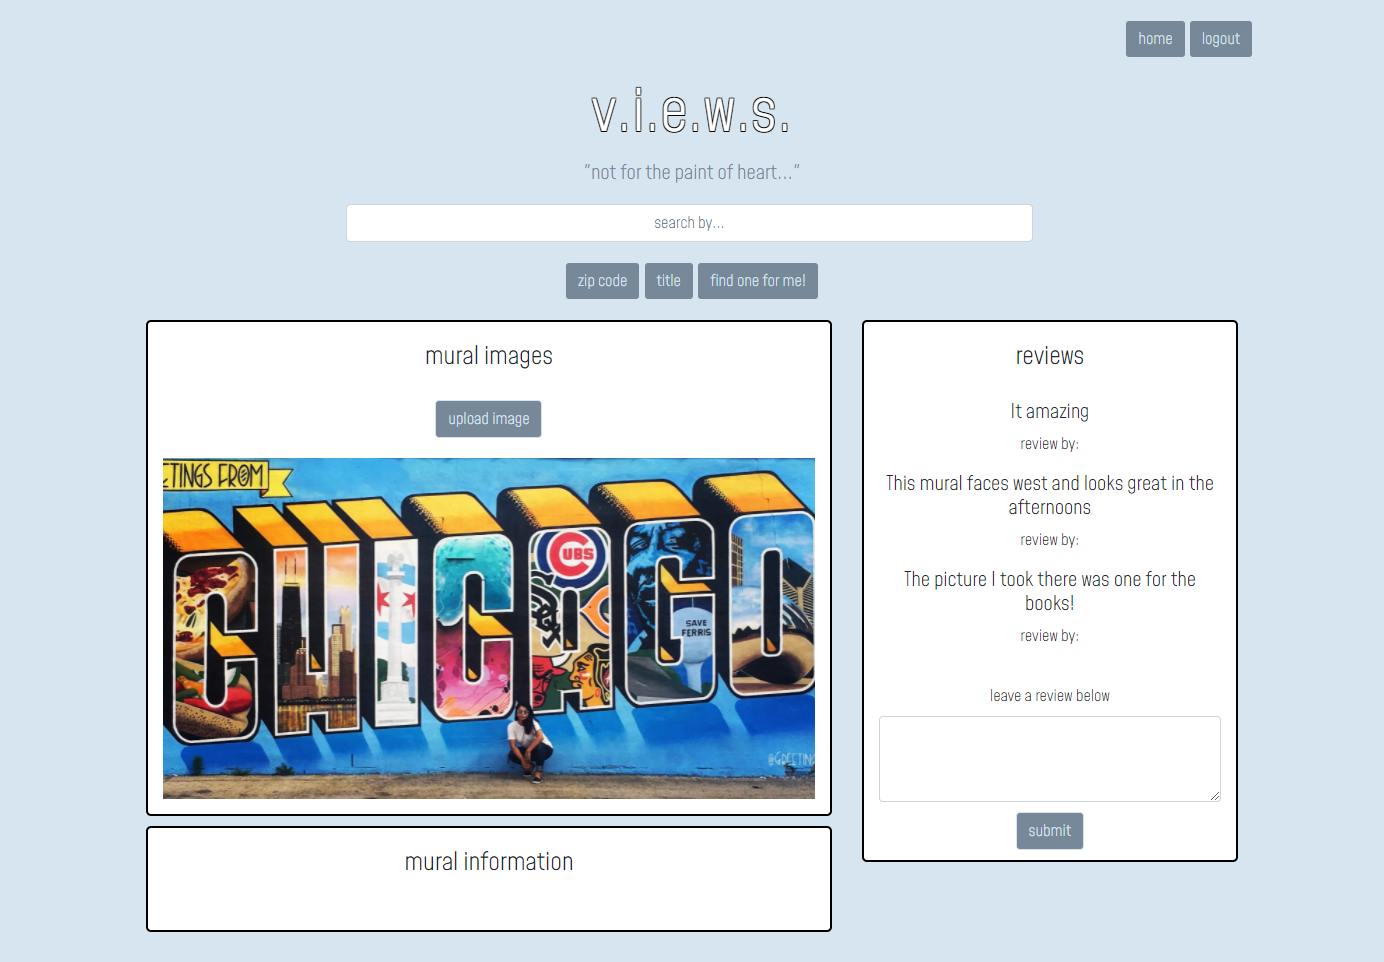 home logout
v.i.e.w.s.
"not for the paint of heart..."
search by...
zip code title find one for me!
mural images
upload image
ETINGS FROM
CHICAGO
CUBS
SAVE
FERRIS
@GREETIN
mural information
reviews
It amazing
review by:
This mural faces west and looks great in the
afternoons
review by:
The picture I took there was one for the
books!
review by:
leave a review below
submit